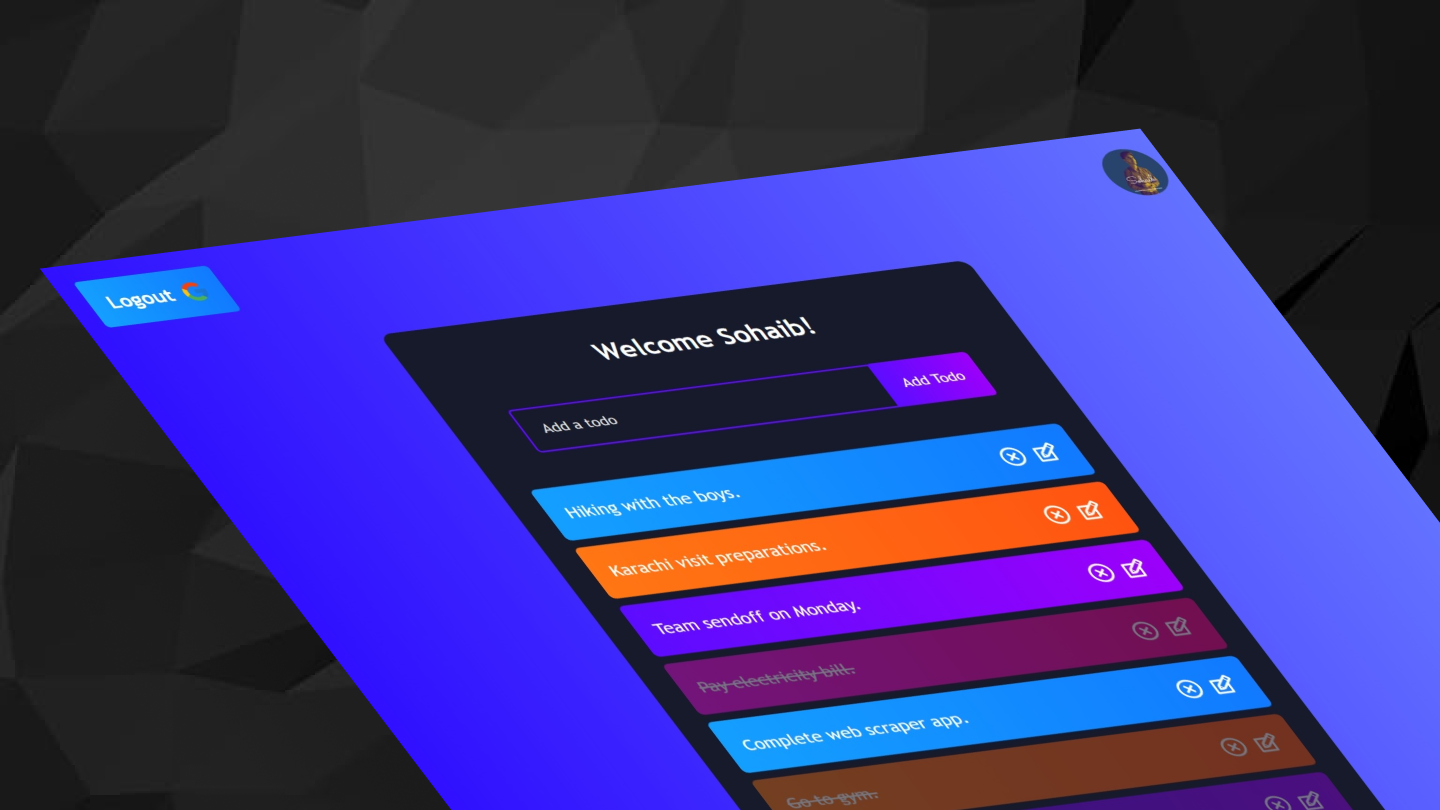 Sohaib
Logout
Welcome Sohaib!
Add a todo
Add Todo
Hiking with the boys.
Karachi visit preparations.
Team sendoff on Monday.
Pay electricity bill.
Complete web scraper app.
Go to gym.